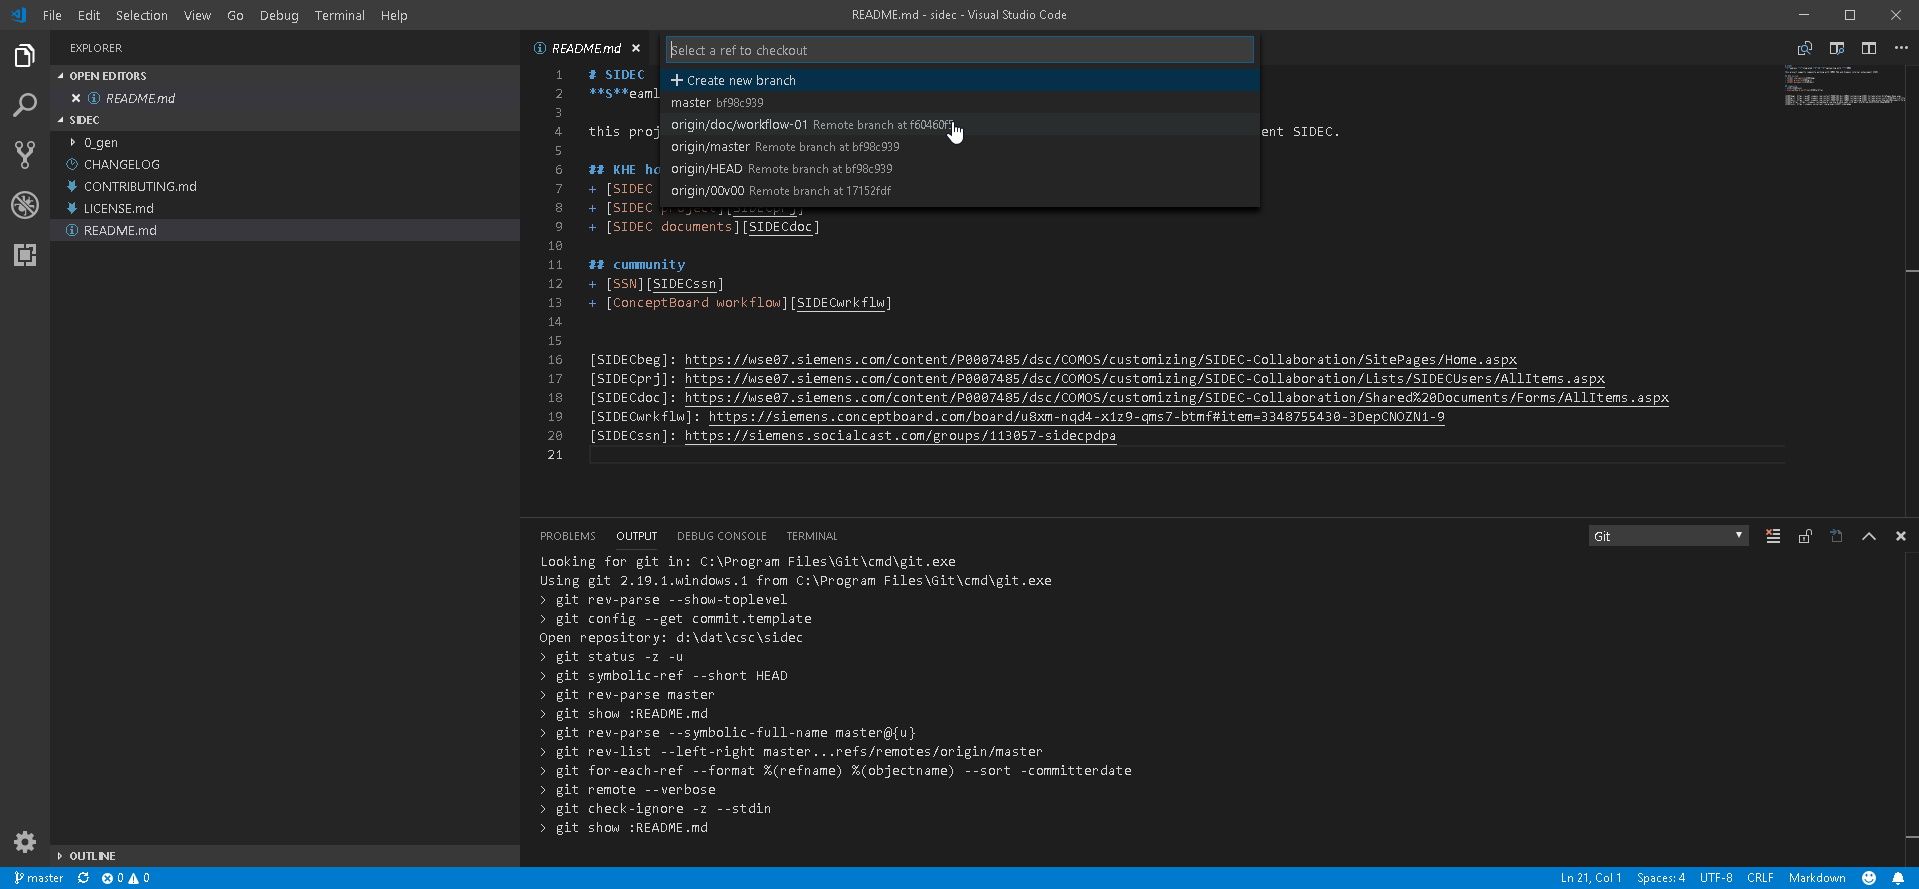 File Edit Selection View Go Debug Terminal Help
README.md - sidec - Visual Studio Code
EXPLORER
OPEN EDITORS
README.md
SIDEC
0_gen
CHANGELOG
CONTRIBUTING.md
LICENSE.md
README.md
OUTLINE
README.md
Select a ref to checkout
+ Create new branch
master bf98c939
origin/doc/workflow-01 Remote branch at f60460f5
origin/master Remote branch at bf98c939
origin/HEAD Remote branch at bf98c939
origin/00v00 Remote branch at 17152fdf
1 # SIDEC
2 **S**eaml
3
4 this proj ent SIDEC.
5
6 ## KHE ho
7 + [SIDEC
8 + [SIDEC project][SIDECprj]
9 + [SIDEC documents][SIDECdoc]
10
11 ## cummunity
12 + [SSN][SIDECssn]
13 + [ConceptBoard workflow][SIDECwrkflw]
14
15
16 [SIDECbeg]: https://wse07.siemens.com/content/P0007485/dsc/COMOS/customizing/SIDEC-Collaboration/SitePages/Home.aspx
17 [SIDECprj]: https://wse07.siemens.com/content/P0007485/dsc/COMOS/customizing/SIDEC-Collaboration/Lists/SIDECUsers/AllItems.aspx
18 [SIDECdoc]: https://wse07.siemens.com/content/P0007485/dsc/COMOS/customizing/SIDEC-Collaboration/Shared%20Documents/Forms/AllItems.aspx
19 [SIDECwrkflw]: https://siemens.conceptboard.com/board/u8xm-nqd4-x1z9-qms7-btmf#item=3348755430-3DepCNOZN1-9
20 [SIDECssn]: https://siemens.socialcast.com/groups/113057-sidecpdpa
21
PROBLEMS OUTPUT DEBUG CONSOLE TERMINAL
Git
Looking for git in: C:\Program Files\Git\cmd\git.exe
Using git 2.19.1.windows.1 from C:\Program Files\Git\cmd\git.exe
> git rev-parse --show-toplevel
> git config --get commit.template
Open repository: d:\dat\csc\sidec
> git status -z -u
> git symbolic-ref --short HEAD
> git rev-parse master
> git show :README.md
> git rev-parse --symbolic-full-name master@{u}
> git rev-list --left-right master...refs/remotes/origin/master
> git for-each-ref --format %(refname) %(objectname) --sort -committerdate
> git remote --verbose
> git check-ignore -z --stdin
> git show :README.md
master 0 0
Ln 21, Col 1 Spaces: 4 UTF-8 CRLF Markdown